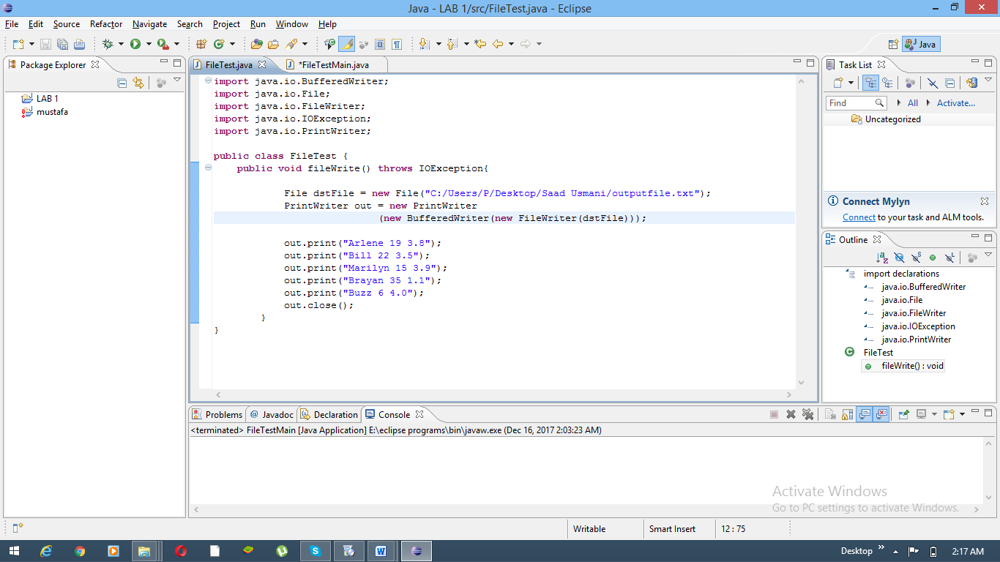 Java - LAB 1/src/FileTest.java - Eclipse
File Edit Source Refactor Navigate Search Project Run Window Help
Java
Package Explorer
LAB 1
mustafa
FileTest.java *FileTestMain.java
import java.io.BufferedWriter;
import java.io.File;
import java.io.FileWriter;
import java.io.IOException;
import java.io.PrintWriter;
public class FileTest {
public void fileWrite() throws IOException{
File dstFile = new File("C:/Users/P/Desktop/Saad Usmani/outputfile.txt");
PrintWriter out = new PrintWriter
(new BufferedWriter(new FileWriter(dstFile)));
out.print("Arlene 19 3.8");
out.print("Bill 22 3.5");
out.print("Marilyn 15 3.9");
out.print("Brayan 35 1.1");
out.print("Buzz 6 4.0");
out.close();
}
}
Task List
Find All Activate...
Uncategorized
Connect Mylyn
Connect to your task and ALM tools.
Outline
import declarations
java.io.BufferedWriter
java.io.File
java.io.FileWriter
java.io.IOException
java.io.PrintWriter
FileTest
fileWrite() : void
Problems @ Javadoc Declaration Console
<terminated> FileTestMain [Java Application] E:\eclipse programs\bin\javaw.exe (Dec 16, 2017 2:03:23 AM)
Activate Windows
Go to PC settings to activate Windows.
Writable Smart Insert 12 : 75
Desktop 2:17 AM